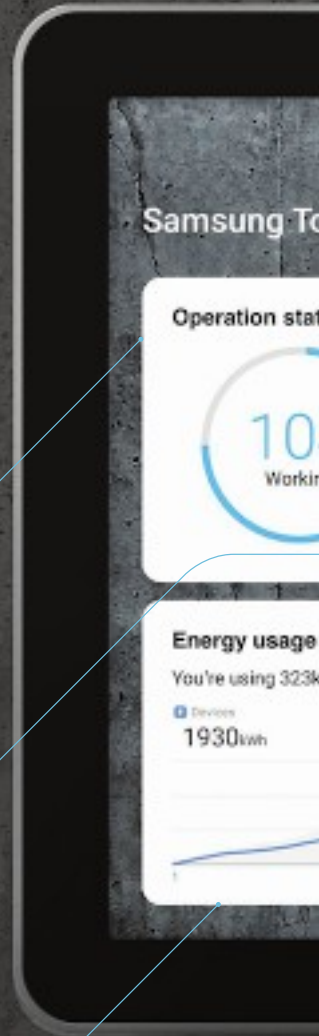 Samsung To
Operation stat
10
Workin
Energy usage
You're using 323k
Devices
1930kWh
1